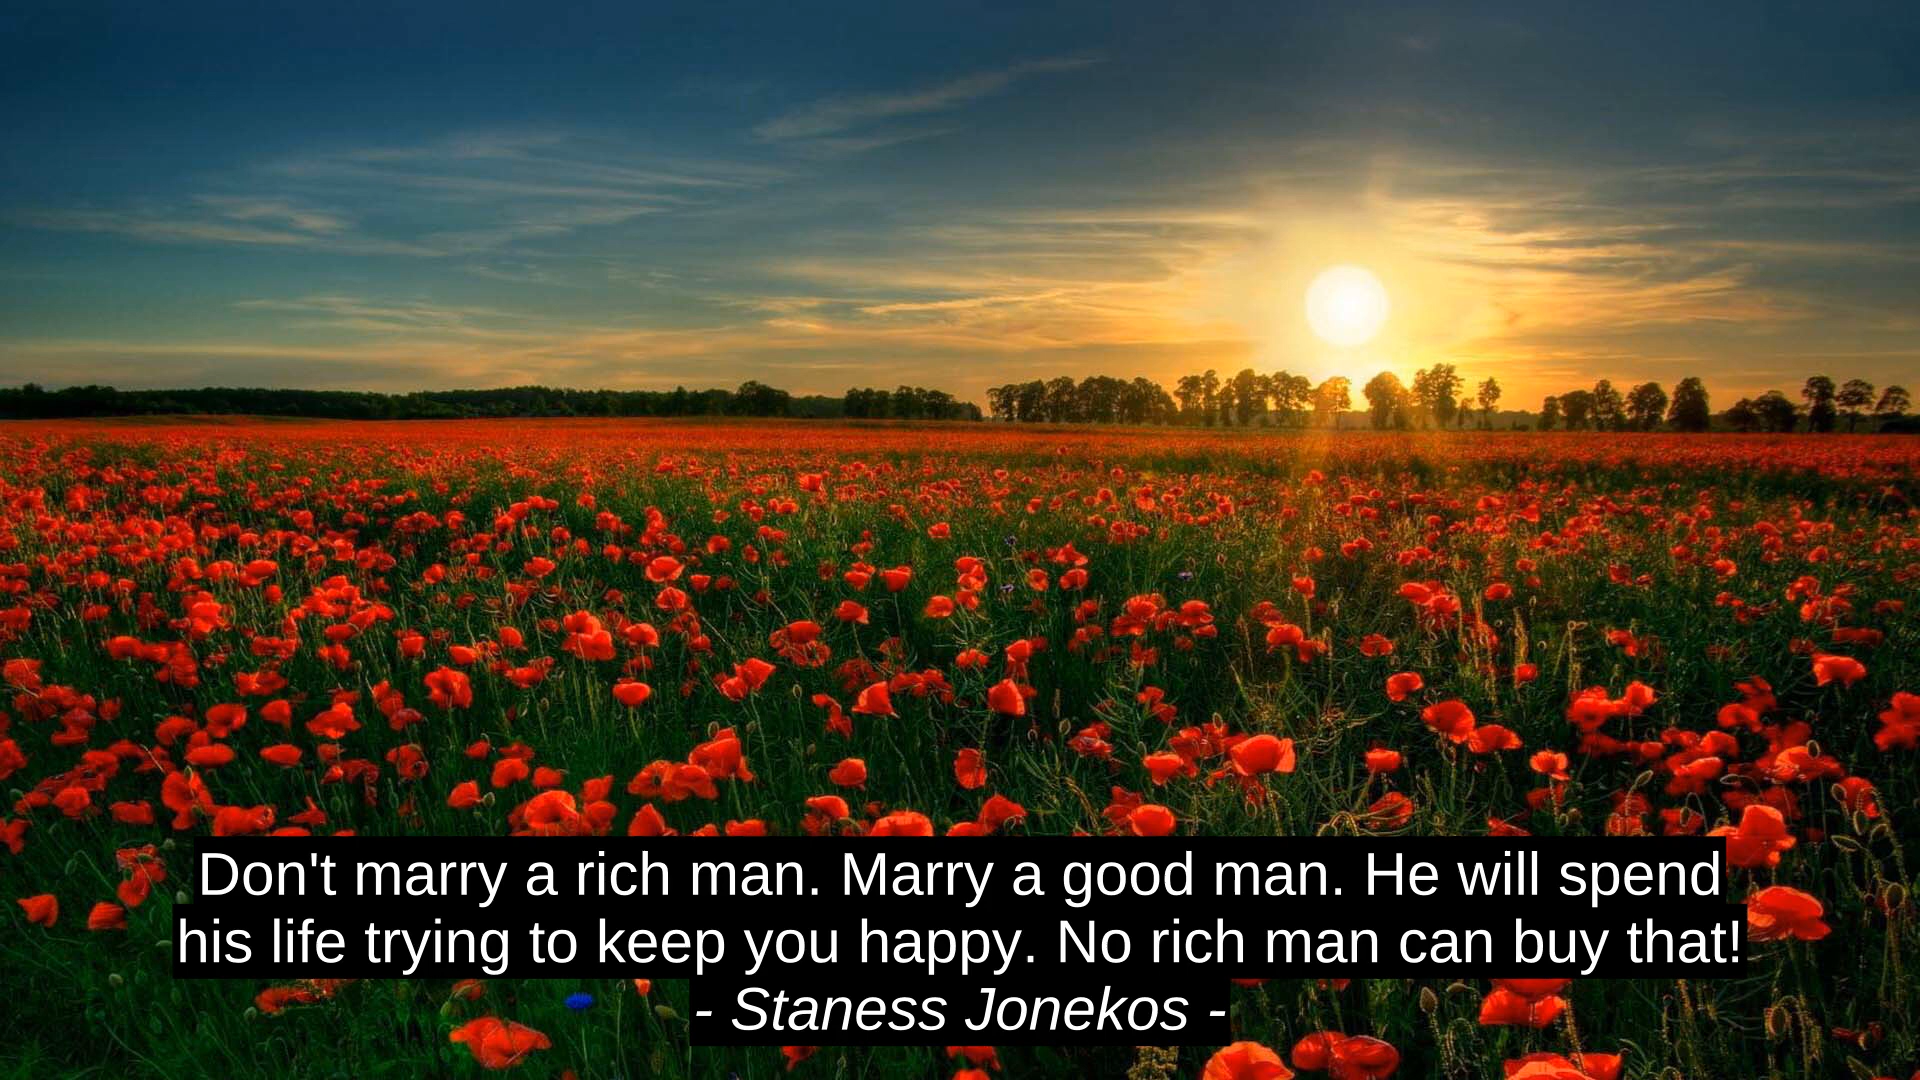 Don't marry a rich man. Marry a good man. He will spend
his life trying to keep you happy. No rich man can buy that!
- Staness Jonekos -